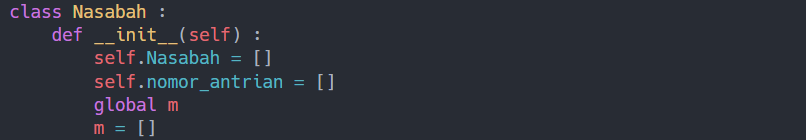 class Nasabah :
    def __init__(self) :
        self.Nasabah = []
        self.nomor_antrian = []
        global m
        m = []